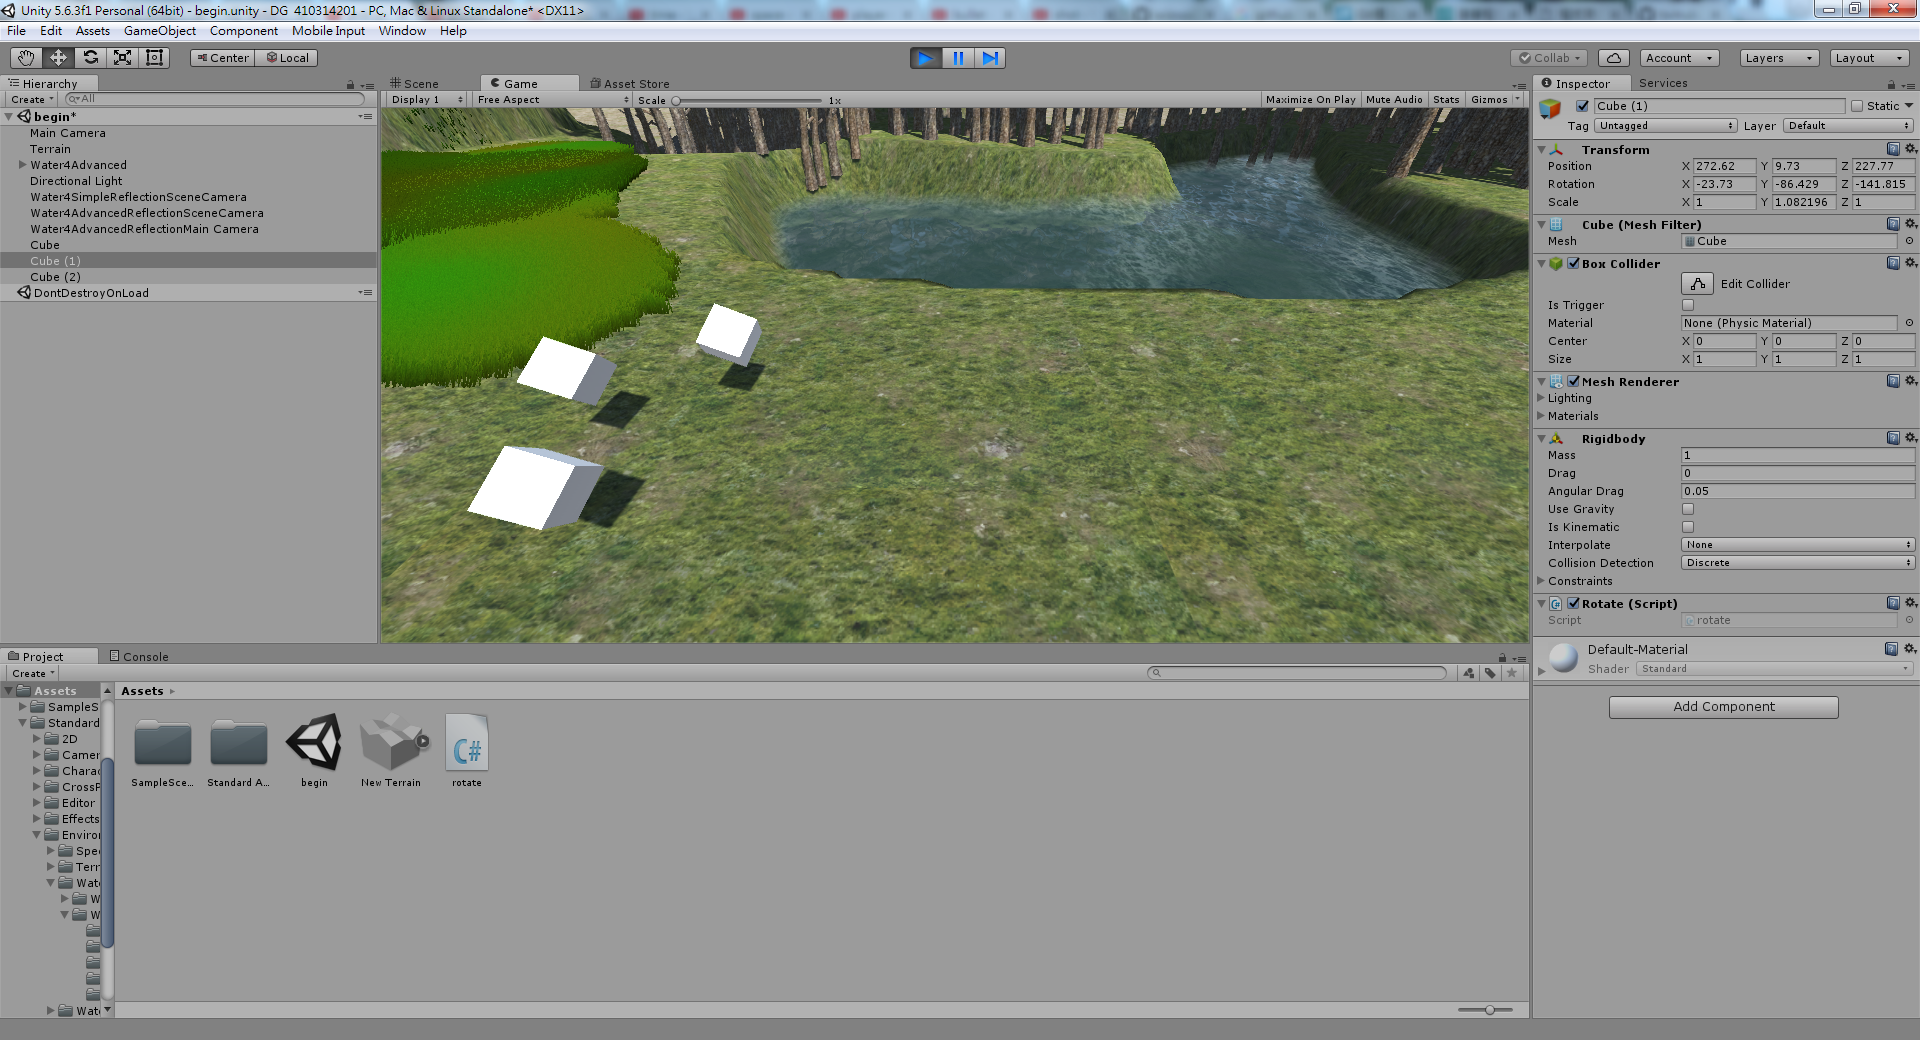 Unity 5.6.3f1 Personal (64bit) - begin.unity - DG_410314201 - PC, Mac & Linux Standalone* <DX11>
File Edit Assets GameObject Component Mobile Input Window Help
Center Local Collab Account Layers Layout
Hierarchy
Create All
begin*
Main Camera
Terrain
Water4Advanced
Directional Light
Water4SimpleReflectionSceneCamera
Water4AdvancedReflectionSceneCamera
Water4AdvancedReflectionMain Camera
Cube
Cube (1)
Cube (2)
DontDestroyOnLoad
Scene Game Asset Store
Display 1 Free Aspect Scale 1x Maximize On Play Mute Audio Stats Gizmos
Inspector Services
Cube (1) Static
Tag Untagged Layer Default
Transform
Position X 272.62 Y 9.73 Z 227.77
Rotation X -23.73 Y -86.429 Z -141.815
Scale X 1 Y 1.082196 Z 1
Cube (Mesh Filter)
Mesh Cube
Box Collider
Edit Collider
Is Trigger
Material None (Physic Material)
Center X 0 Y 0 Z 0
Size X 1 Y 1 Z 1
Mesh Renderer
Lighting
Materials
Rigidbody
Mass 1
Drag 0
Angular Drag 0.05
Use Gravity
Is Kinematic
Interpolate None
Collision Detection Discrete
Constraints
Rotate (Script)
Script rotate
Default-Material
Shader Standard
Add Component
Project Console
Create
Assets
SampleS
Standard
2D
Camer
Charac
CrossP
Editor
Effects
Enviror
Spec
Terr
Wate
W
W
Wate
Assets
SampleSce...
Standard A...
begin
New Terrain
C#
rotate